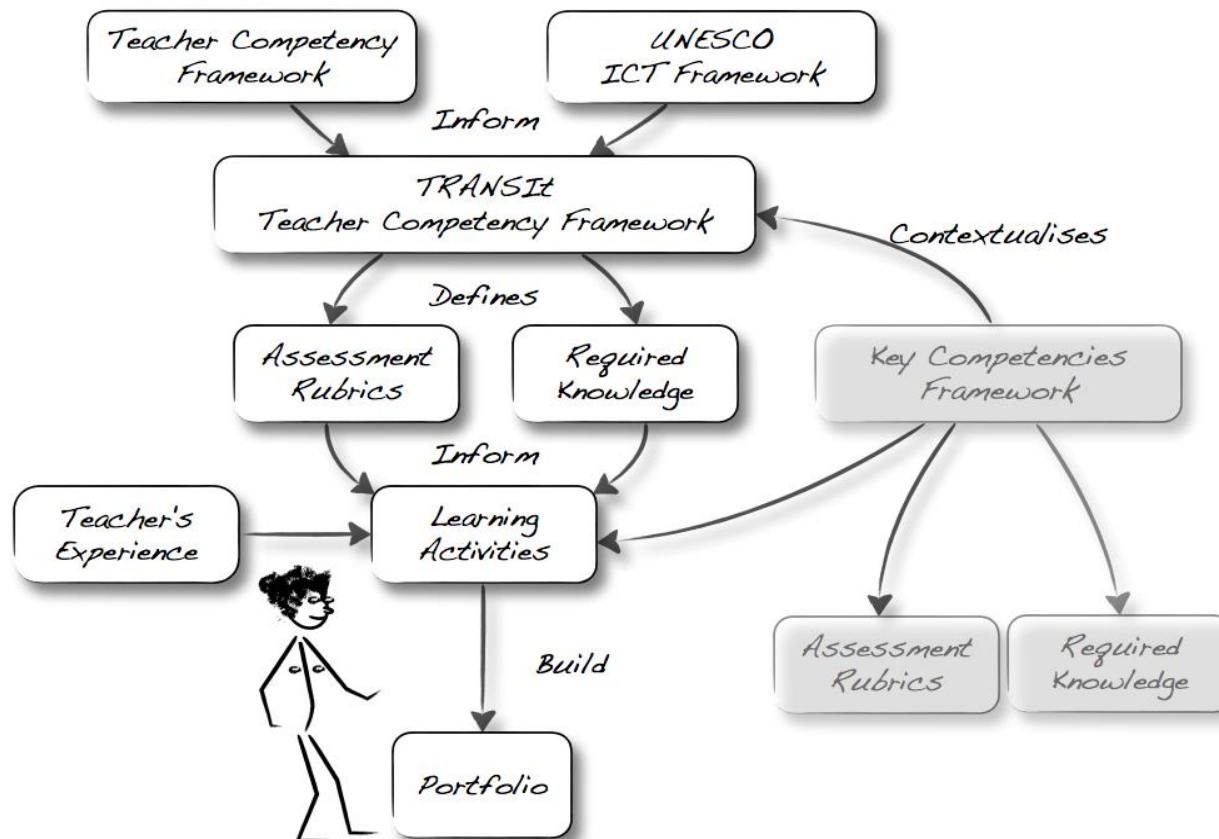 Teacher Competency
Framework
UNESCO
ICT Framework
Inform
TRANSIt
Teacher Competency Framework
Contextualises
Defines
Assessment
Rubrics
Required
Knowledge
Key Competencies
Framework
Inform
Teacher's
Experience
Learning
Activities
Build
Assessment
Rubrics
Required
Knowledge
Portfolio